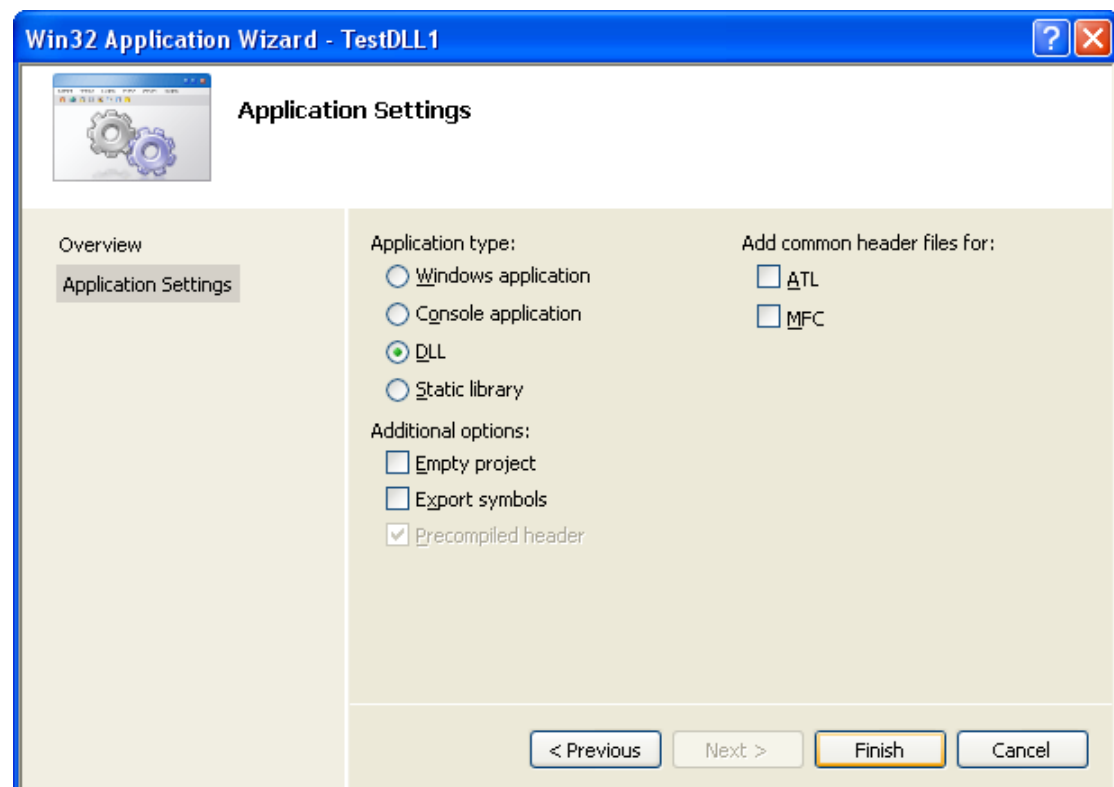 Win32 Application Wizard - TestDLL1
Application Settings
Overview
Application Settings
Application type:
Windows application
Console application
DLL
Static library
Additional options:
Empty project
Export symbols
Precompiled header
Add common header files for:
ATL
MFC
< Previous
Next >
Finish
Cancel